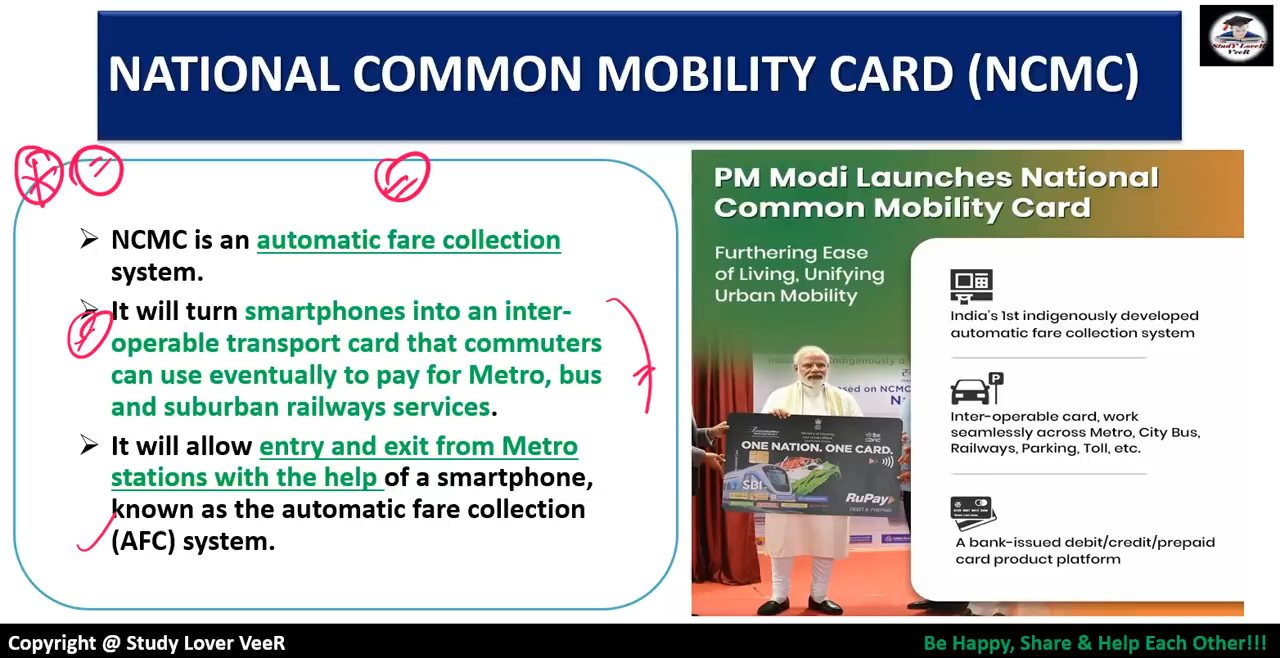 NATIONAL COMMON MOBILITY CARD (NCMC)
StudY LoveR
VeeR
➢ NCMC is an automatic fare collection
system.
➢ It will turn smartphones into an inter-
operable transport card that commuters
can use eventually to pay for Metro, bus
and suburban railways services.
➢ It will allow entry and exit from Metro
stations with the help of a smartphone,
known as the automatic fare collection
(AFC) system.
PM Modi Launches National
Common Mobility Card
Furthering Ease
of Living, Unifying
Urban Mobility
India's 1st indigenously developed
automatic fare collection system
P
Inter-operable card, work
seamlessly across Metro, City Bus,
Railways, Parking, Toll, etc.
A bank-issued debit/credit/prepaid
card product platform
ONE NATION. ONE CARD.
SBI
RuPay
DEBIT & PREPAID
Copyright @ Study Lover VeeR
Be Happy, Share & Help Each Other!!!